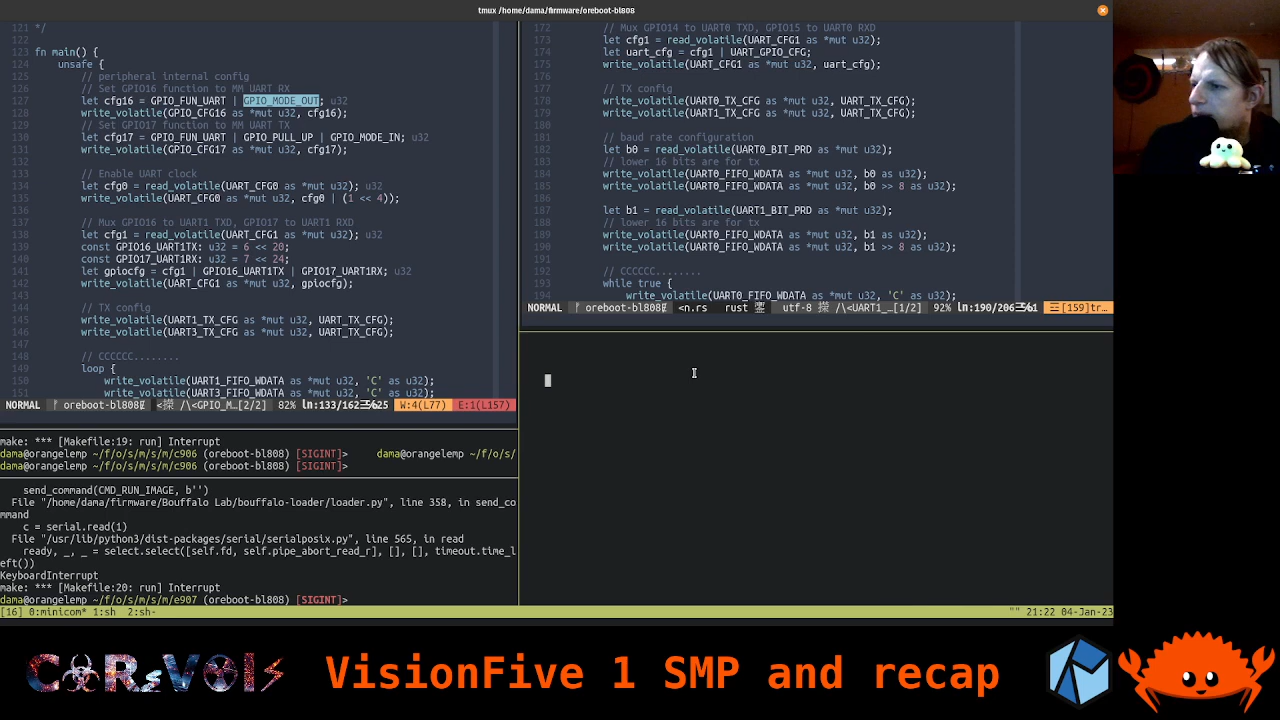 tmux /home/dama/firmware/oreboot-bl808
121 */
122
123 fn main() {
124 unsafe {
125 // peripheral internal config
126 // Set GPIO16 function to MM UART RX
127 let cfg16 = GPIO_FUN_UART | GPIO_MODE_OUT; u32
128 write_volatile(GPIO_CFG16 as *mut u32, cfg16);
129 // Set GPIO17 function to MM UART TX
130 let cfg17 = GPIO_FUN_UART | GPIO_PULL_UP | GPIO_MODE_IN; u32
131 write_volatile(GPIO_CFG17 as *mut u32, cfg17);
132
133 // Enable UART clock
134 let cfg0 = read_volatile(UART_CFG0 as *mut u32); u32
135 write_volatile(UART_CFG0 as *mut u32, cfg0 | (1 << 4));
136
137 // Mux GPIO16 to UART1 TXD, GPIO17 to UART1 RXD
138 let cfg1 = read_volatile(UART_CFG1 as *mut u32); u32
139 const GPIO16_UART1TX: u32 = 6 << 20;
140 const GPIO17_UART1RX: u32 = 7 << 24;
141 let gpiocfg = cfg1 | GPIO16_UART1TX | GPIO17_UART1RX; u32
142 write_volatile(UART_CFG1 as *mut u32, gpiocfg);
143
144 // TX config
145 write_volatile(UART1_TX_CFG as *mut u32, UART_TX_CFG);
146 write_volatile(UART3_TX_CFG as *mut u32, UART_TX_CFG);
147
148 // CCCCCC........
149 loop {
150 write_volatile(UART1_FIFO_WDATA as *mut u32, 'C' as u32);
151 write_volatile(UART3_FIFO_WDATA as *mut u32, 'C' as u32);
NORMAL oreboot-bl808 /\<GPIO_M…[2/2] 82% W:4(L77) E:1(L157)
make: *** [Makefile:19: run] Interrupt
dama@orangelemp ~/f/o/s/m/s/m/c906 (oreboot-bl808) [SIGINT]> dama@orangelemp ~/f/o/s/
dama@orangelemp ~/f/o/s/m/s/m/c906 (oreboot-bl808) [SIGINT]>
send_command(CMD_RUN_IMAGE, b'')
File "/home/dama/firmware/Bouffalo Lab/bouffalo-loader/loader.py", line 358, in send_co
mmand
c = serial.read(1)
File "/usr/lib/python3/dist-packages/serial/serialposix.py", line 565, in read
ready, _, _ = select.select([self.fd, self.pipe_abort_read_r], [], [], timeout.time_l
eft())
KeyboardInterrupt
make: *** [Makefile:20: run] Interrupt
dama@orangelemp ~/f/o/s/m/s/m/e907 (oreboot-bl808) [SIGINT]>
172 // Mux GPIO14 to UART0 TXD, GPIO15 to UART0 RXD
173 let cfg1 = read_volatile(UART_CFG1 as *mut u32);
174 let uart_cfg = cfg1 | UART_GPIO_CFG;
175 write_volatile(UART_CFG1 as *mut u32, uart_cfg);
176
177 // TX config
178 write_volatile(UART0_TX_CFG as *mut u32, UART_TX_CFG);
179 write_volatile(UART1_TX_CFG as *mut u32, UART_TX_CFG);
180
181 // baud rate configuration
182 let b0 = read_volatile(UART0_BIT_PRD as *mut u32);
183 // lower 16 bits are for tx
184 write_volatile(UART0_FIFO_WDATA as *mut u32, b0 as u32);
185 write_volatile(UART0_FIFO_WDATA as *mut u32, b0 >> 8 as u32);
186
187 let b1 = read_volatile(UART1_BIT_PRD as *mut u32);
188 // lower 16 bits are for tx
189 write_volatile(UART0_FIFO_WDATA as *mut u32, b1 as u32);
190 write_volatile(UART0_FIFO_WDATA as *mut u32, b1 >> 8 as u32);
191
192 // CCCCCC........
193 while true {
194 write_volatile(UART0_FIFO_WDATA as *mut u32, 'C' as u32);
NORMAL oreboot-bl808 <n.rs rust utf-8 /\<UART1_…[1/2] 92% [159]tr…
[16] 0:minicom* 1:sh 2:sh- "" 21:22 04-Jan-23
VisionFive 1 SMP and recap